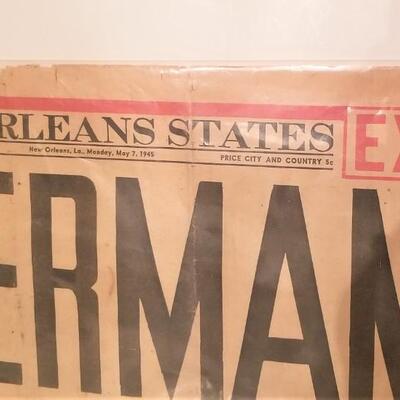 RLEANS STATES
EX
New Orleans, La., Monday, May 7, 1945 PRICE CITY AND COUNTRY 5c
ERMAN